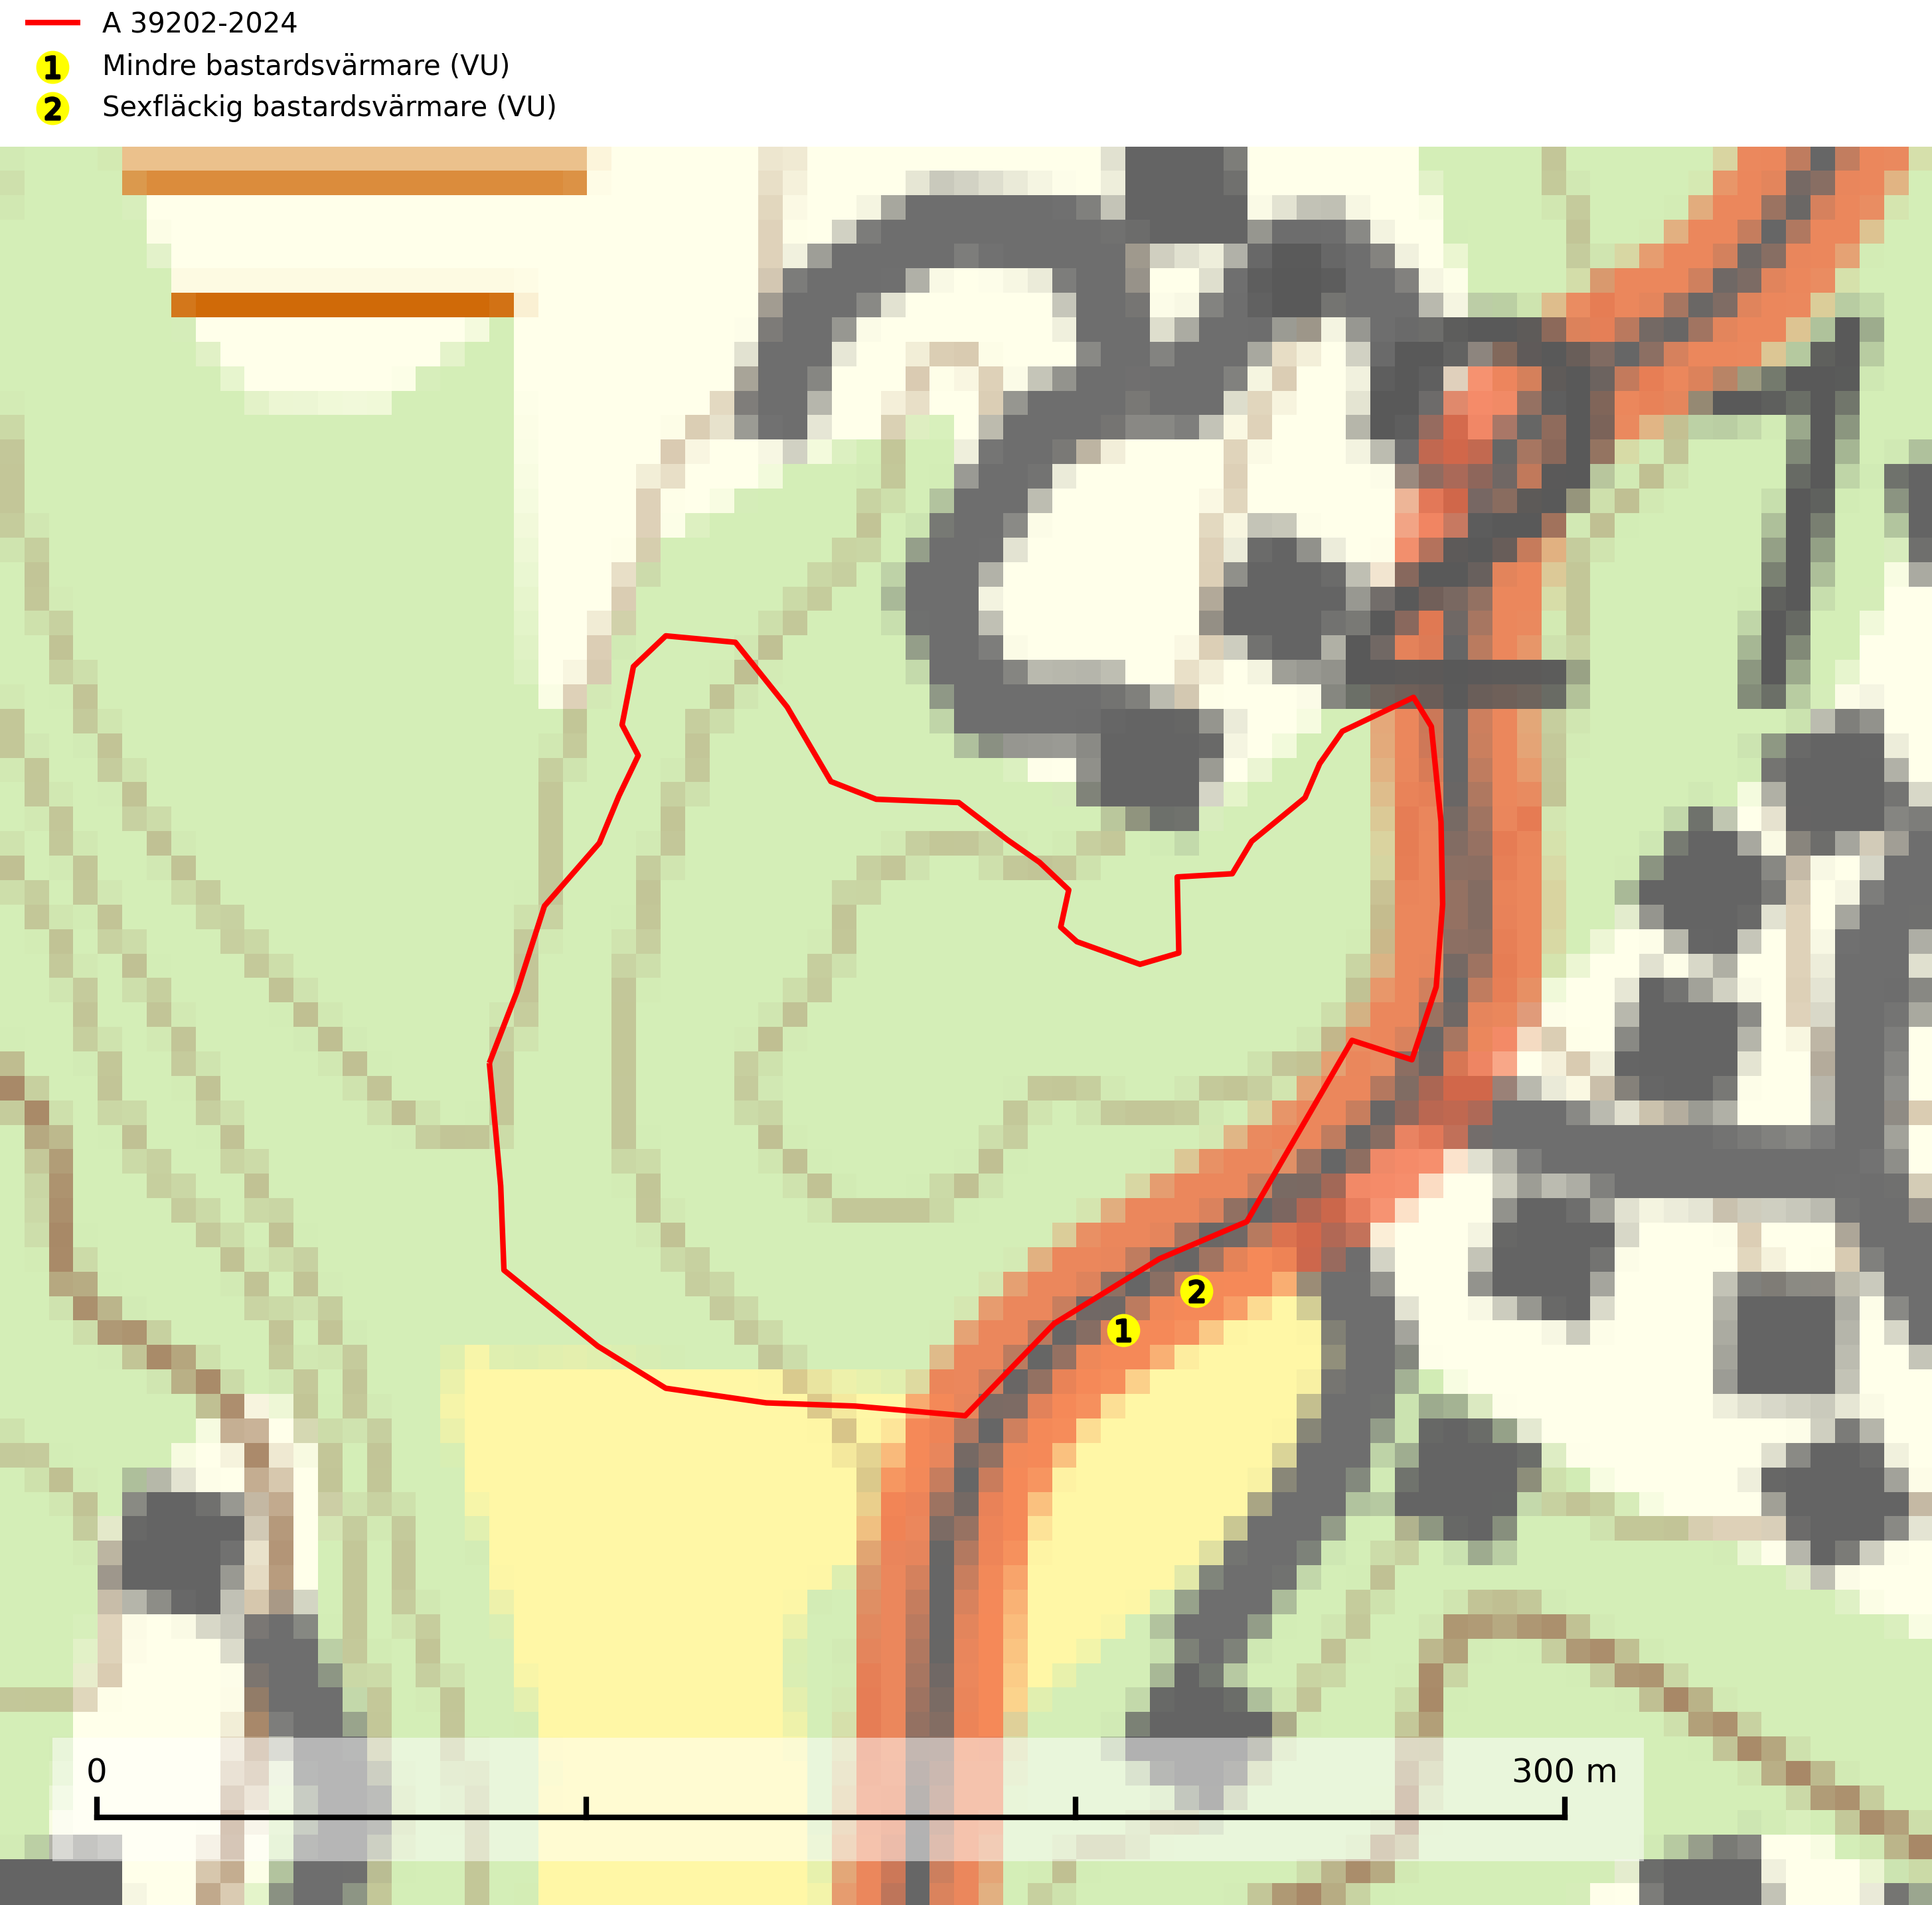 A 39202-2024
1 Mindre bastardsvärmare (VU)
2 Sexfläckig bastardsvärmare (VU)
2
1
0 300 m